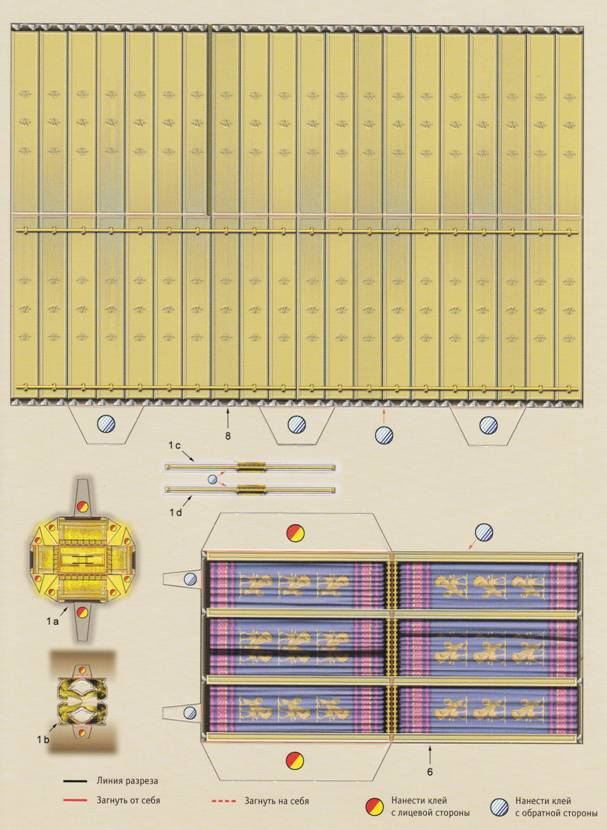 8
1c
1d
1a
1b
6
Линия разреза
Загнуть от себя
Загнуть на себя
Нанести клей
с лицевой стороны
Нанести клей
с обратной стороны